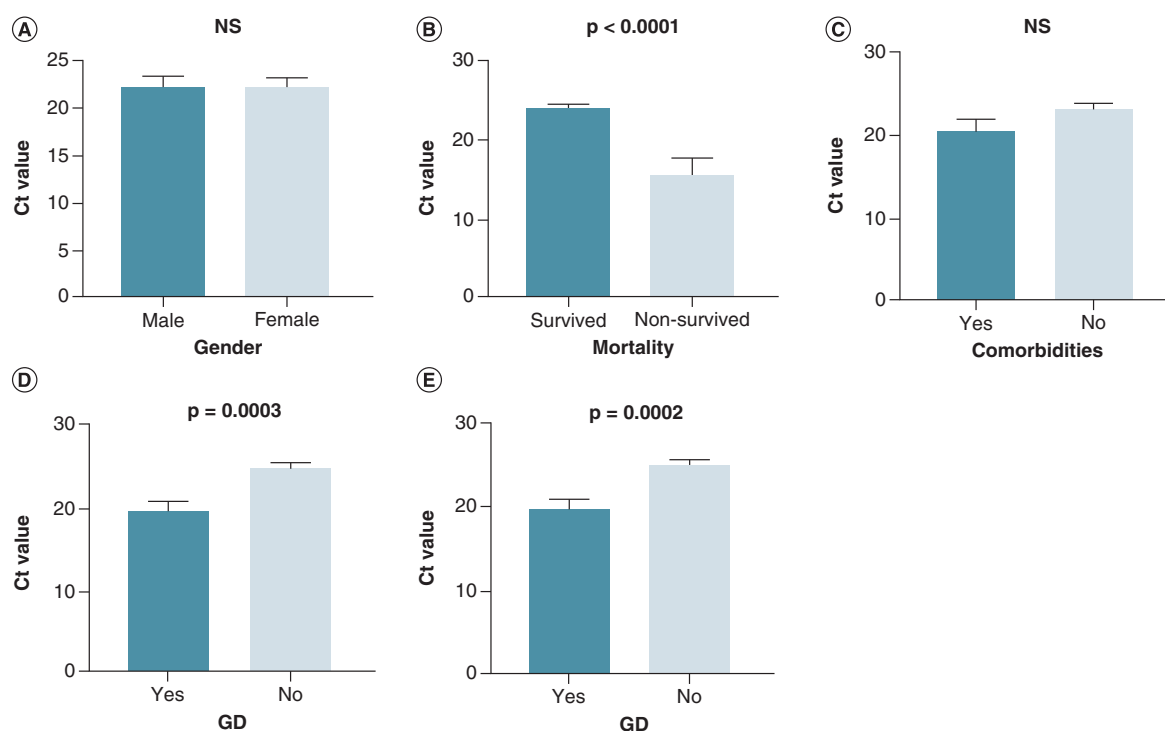 A
NS
Ct value
25
20
15
10
5
0
Male Female
Gender
B
p < 0.0001
Ct value
30
20
10
0
Survived Non-survived
Mortality
C
NS
Ct value
30
20
10
0
Yes No
Comorbidities
D
p = 0.0003
Ct value
30
20
10
0
Yes No
GD
E
p = 0.0002
Ct value
30
20
10
0
Yes No
GD